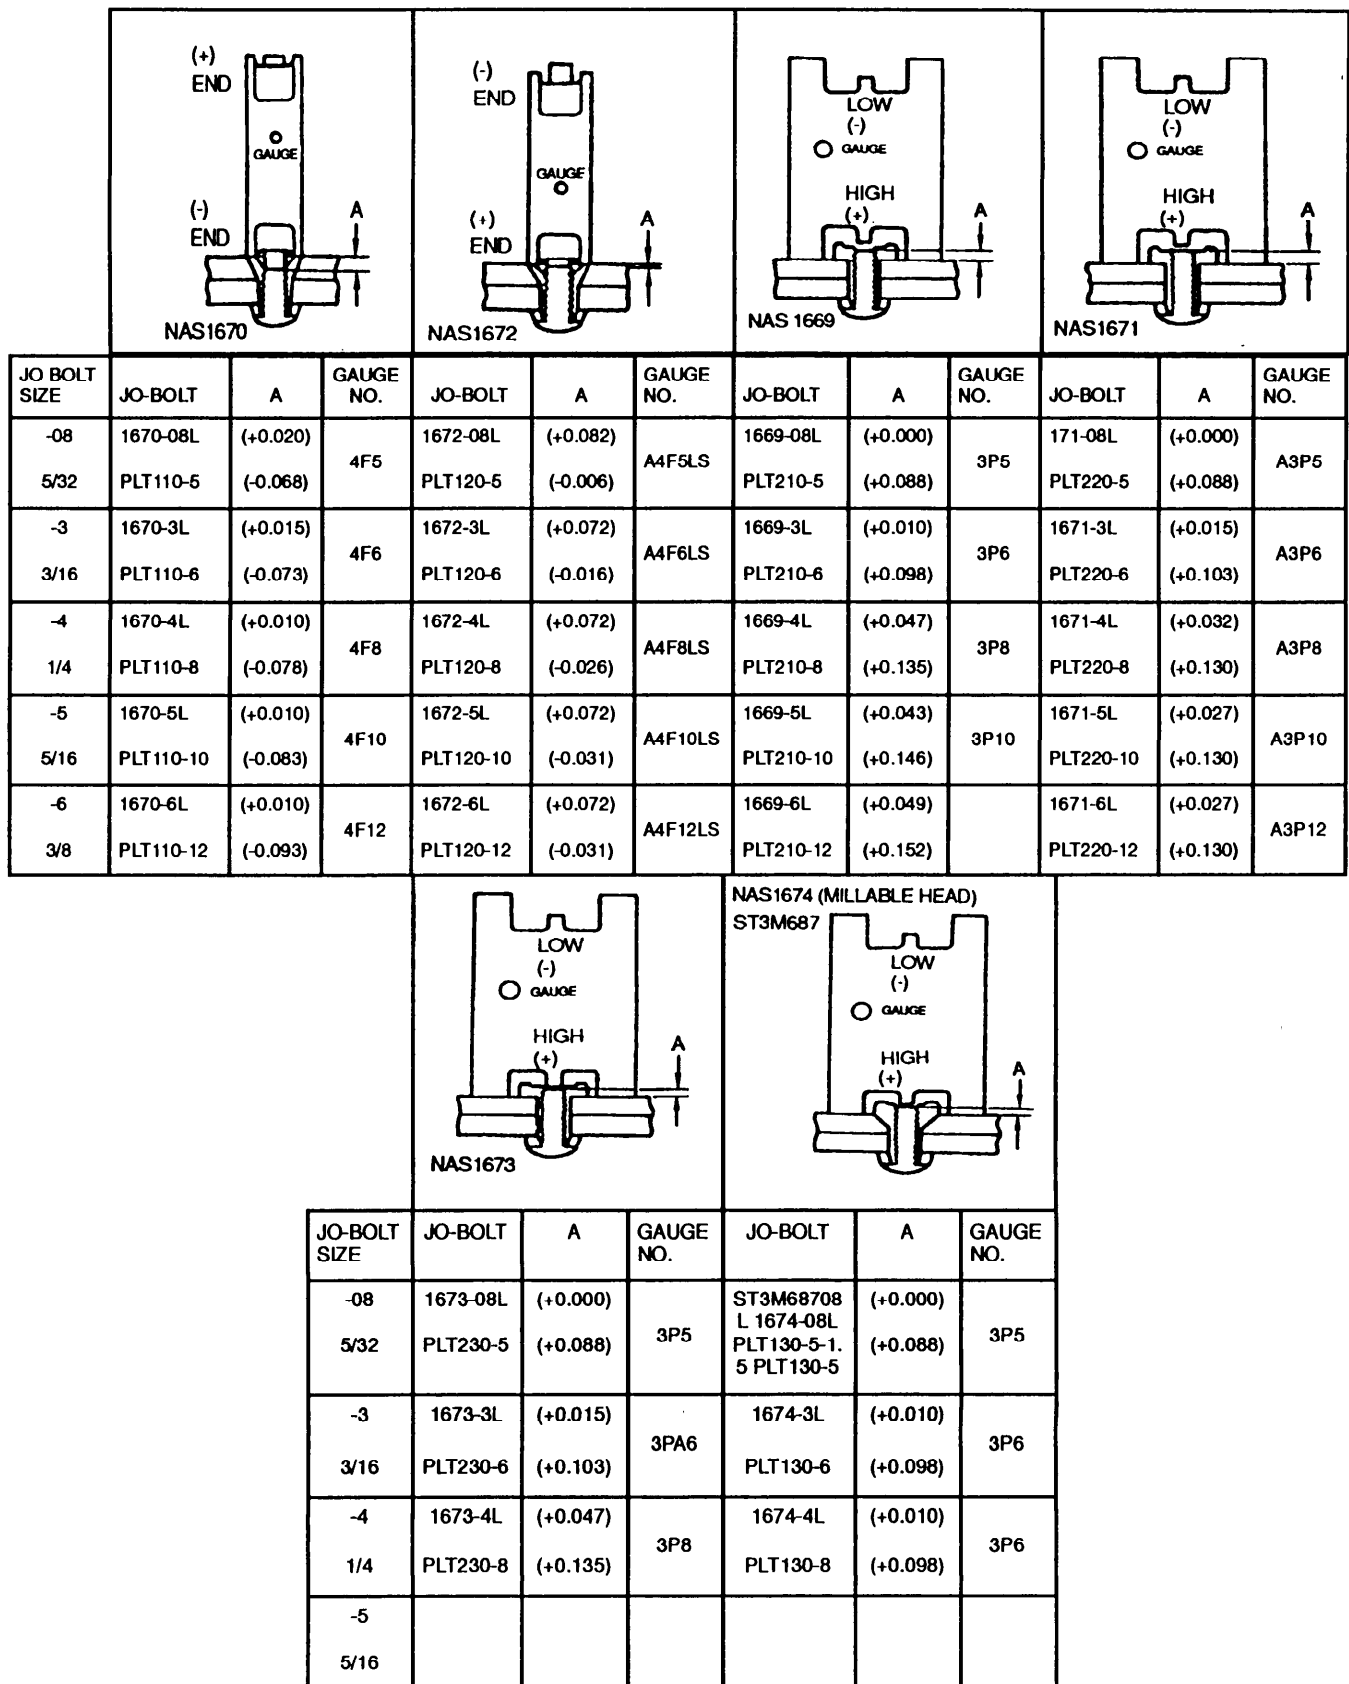 (+)
END
GAUGE
(-)
END
A
NAS1670
(-)
END
GAUGE
(+)
END
A
NAS1672
LOW
(-)
GAUGE
HIGH
(+)
A
NAS 1669
LOW
(-)
GAUGE
HIGH
(+)
A
NAS1671
JO BOLT SIZE JO-BOLT A GAUGE NO. JO-BOLT A GAUGE NO. JO-BOLT A GAUGE NO. JO-BOLT A GAUGE NO.
-08 1670-08L (+0.020) 1672-08L (+0.082) 1669-08L (+0.000) 171-08L (+0.000)
4F5 A4F5LS 3P5 A3P5
5/32 PLT110-5 (-0.068) PLT120-5 (-0.006) PLT210-5 (+0.088) PLT220-5 (+0.088)
-3 1670-3L (+0.015) 1672-3L (+0.072) 1669-3L (+0.010) 1671-3L (+0.015)
4F6 A4F6LS 3P6 A3P6
3/16 PLT110-6 (-0.073) PLT120-6 (-0.016) PLT210-6 (+0.098) PLT220-6 (+0.103)
-4 1670-4L (+0.010) 1672-4L (+0.072) 1669-4L (+0.047) 1671-4L (+0.032)
4F8 A4F8LS 3P8 A3P8
1/4 PLT110-8 (-0.078) PLT120-8 (-0.026) PLT210-8 (+0.135) PLT220-8 (+0.130)
-5 1670-5L (+0.010) 1672-5L (+0.072) 1669-5L (+0.043) 1671-5L (+0.027)
4F10 A4F10LS 3P10 A3P10
5/16 PLT110-10 (-0.083) PLT120-10 (-0.031) PLT210-10 (+0.146) PLT220-10 (+0.130)
-6 1670-6L (+0.010) 1672-6L (+0.072) 1669-6L (+0.049) 1671-6L (+0.027)
4F12 A4F12LS A3P12
3/8 PLT110-12 (-0.093) PLT120-12 (-0.031) PLT210-12 (+0.152) PLT220-12 (+0.130)
LOW
(-)
GAUGE
HIGH
(+)
A
NAS1673
NAS1674 (MILLABLE HEAD)
ST3M687
LOW
(-)
GAUGE
HIGH
(+)
A
JO-BOLT SIZE JO-BOLT A GAUGE NO. JO-BOLT A GAUGE NO.
-08 1673-08L (+0.000) ST3M68708 (+0.000)
L 1674-08L
3P5 3P5
5/32 PLT230-5 (+0.088) PLT130-5-1. (+0.088)
5 PLT130-5
-3 1673-3L (+0.015) 1674-3L (+0.010)
3PA6 3P6
3/16 PLT230-6 (+0.103) PLT130-6 (+0.098)
-4 1673-4L (+0.047) 1674-4L (+0.010)
3P8 3P6
1/4 PLT230-8 (+0.135) PLT130-8 (+0.098)
-5
5/16